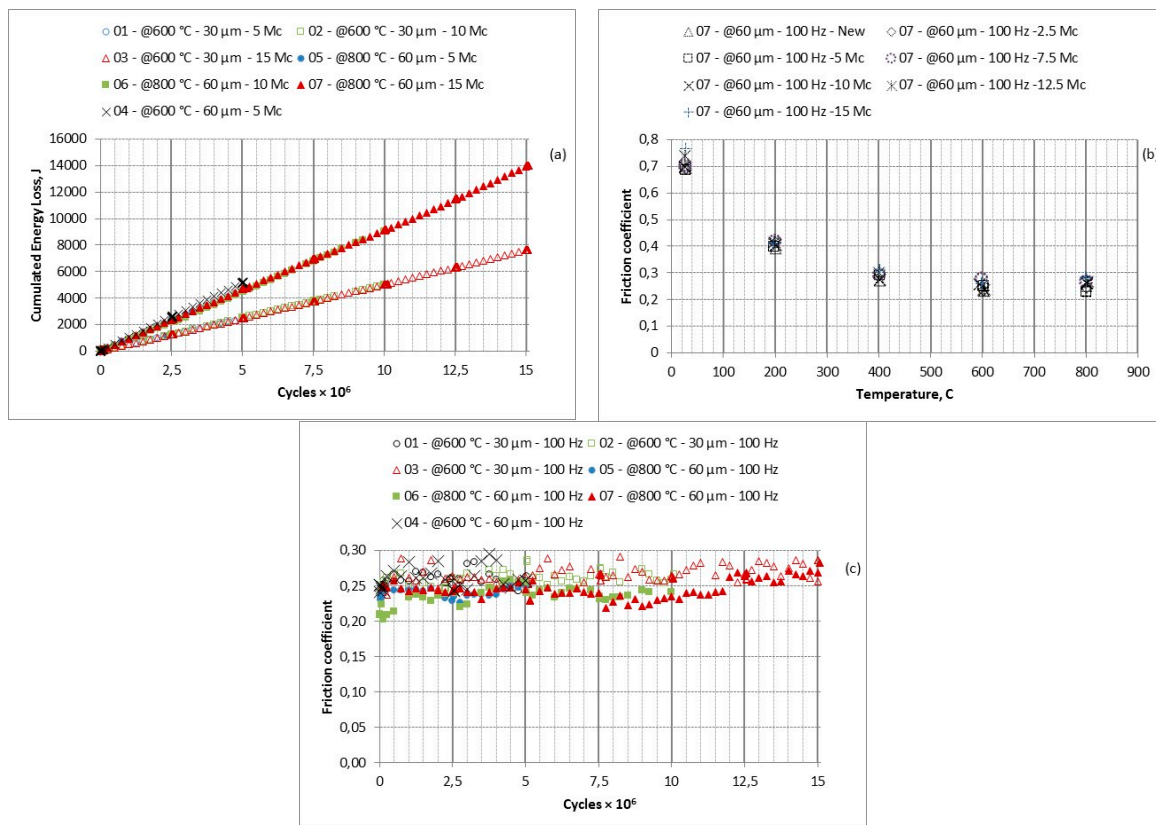 01 - @600 °C - 30 µm - 5 Mc 02 - @600 °C - 30 µm - 10 Mc
03 - @600 °C - 30 µm - 15 Mc 05 - @800 °C - 60 µm - 5 Mc
06 - @800 °C - 60 µm - 10 Mc 07 - @800 °C - 60 µm - 15 Mc
04 - @600 °C - 60 µm - 5 Mc
(a)
Cumulated Energy Loss, J
16000
14000
12000
10000
8000
6000
4000
2000
0
0 2,5 5 7,5 10 12,5 15
Cycles × 10⁶
07 - @60 µm - 100 Hz - New 07 - @60 µm - 100 Hz -2.5 Mc
07 - @60 µm - 100 Hz -5 Mc 07 - @60 µm - 100 Hz -7.5 Mc
07 - @60 µm - 100 Hz -10 Mc 07 - @60 µm - 100 Hz -12.5 Mc
07 - @60 µm - 100 Hz -15 Mc
(b)
Friction coefficient
0,8
0,7
0,6
0,5
0,4
0,3
0,2
0,1
0
0 100 200 300 400 500 600 700 800 900
Temperature, C
01 - @600 °C - 30 µm - 100 Hz 02 - @600 °C - 30 µm - 100 Hz
03 - @600 °C - 30 µm - 100 Hz 05 - @800 °C - 60 µm - 100 Hz
06 - @800 °C - 60 µm - 100 Hz 07 - @800 °C - 60 µm - 100 Hz
04 - @600 °C - 60 µm - 100 Hz
(c)
Friction coefficient
0,30
0,25
0,20
0,15
0,10
0,05
0,00
0 2,5 5 7,5 10 12,5 15
Cycles × 10⁶